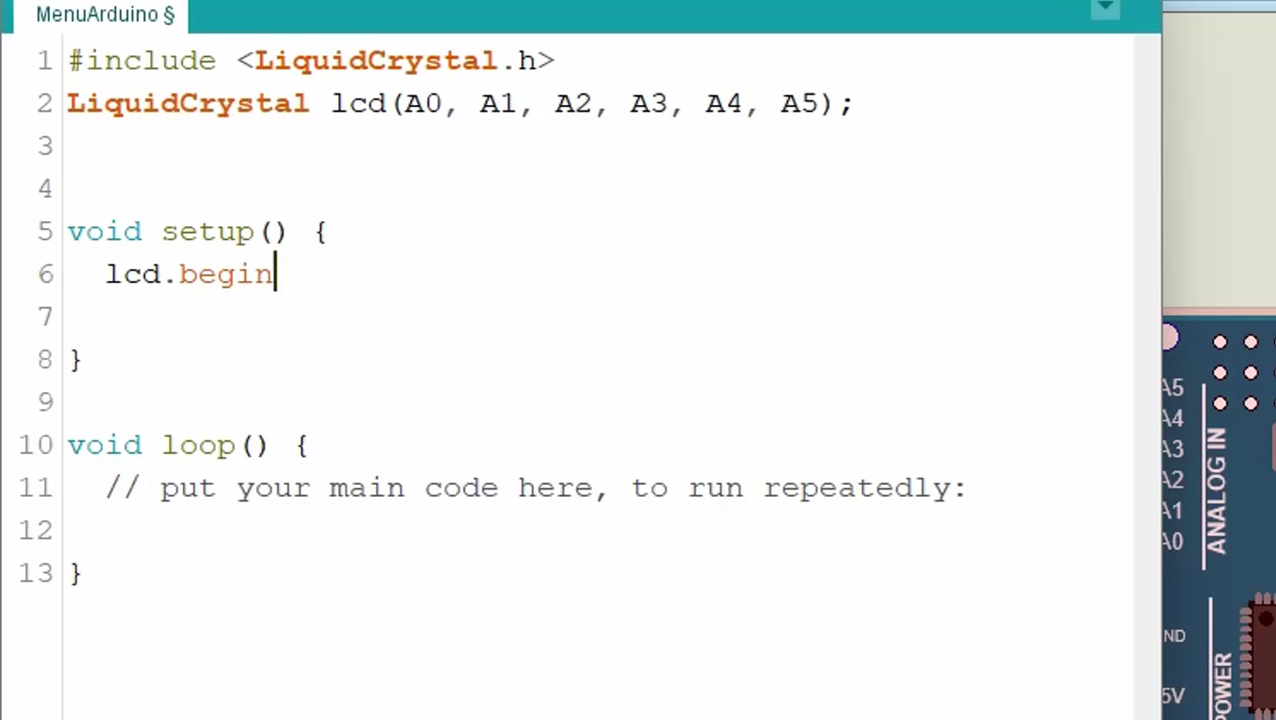 MenuArduino §
1 #include <LiquidCrystal.h>
2 LiquidCrystal lcd(A0, A1, A2, A3, A4, A5);
3
4
5 void setup() {
6   lcd.begin
7
8 }
9
10 void loop() {
11   // put your main code here, to run repeatedly:
12
13 }
A5
A4
A3
A2
A1
A0
ANALOG IN
ND
5V
POWER